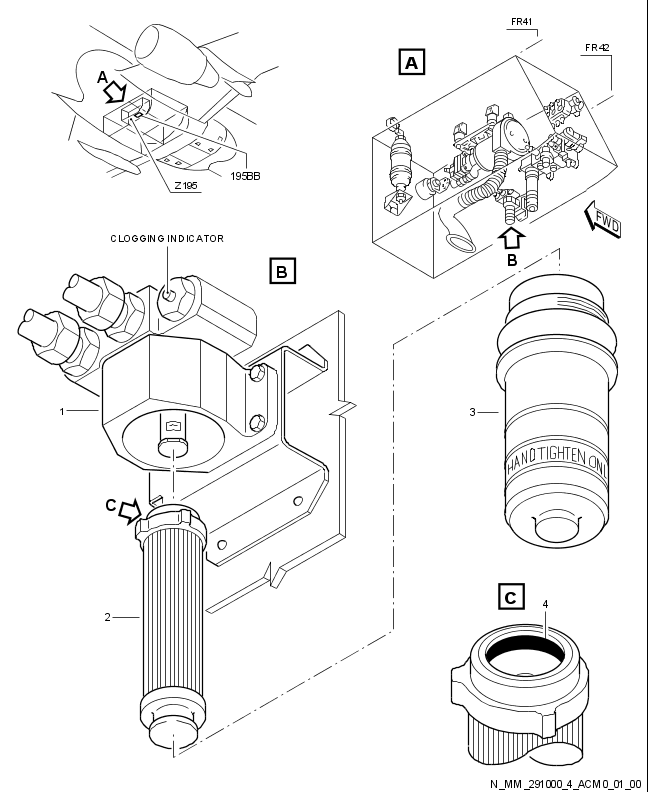 FR41
A
FR42
A
Z195
195BB
FWD
B
CLOGGING INDICATOR
B
1
3
HAND TIGHTEN ONL
C
2
C
4
N_MM_291000_4_ACM0_01_00